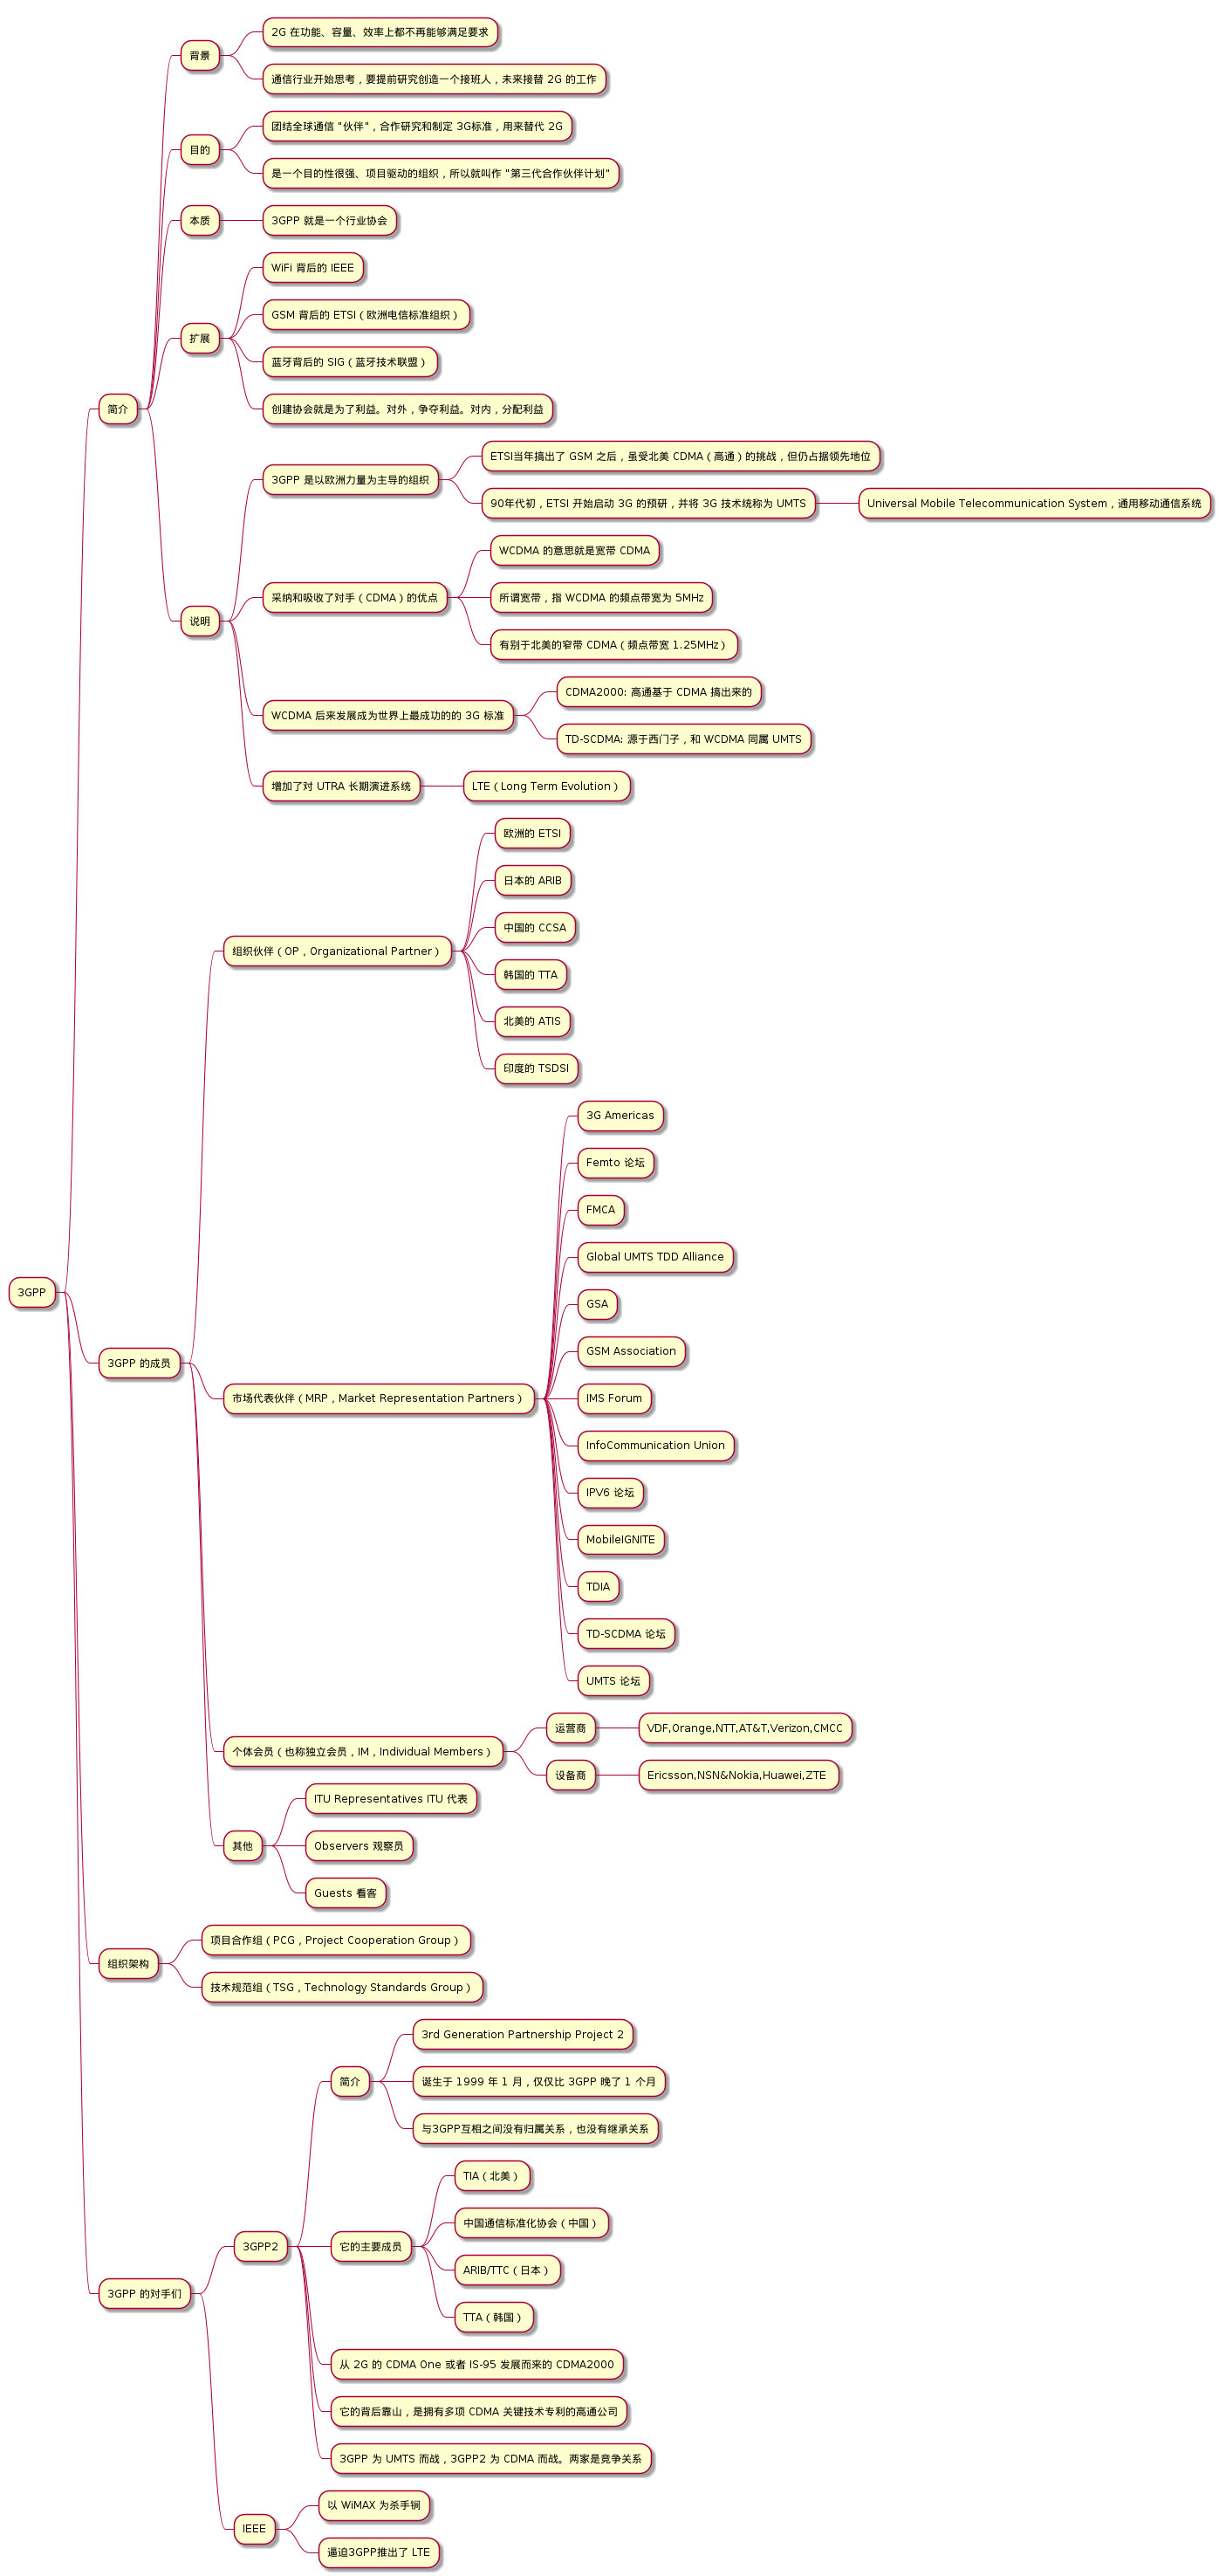 3GPP
简介
背景
2G 在功能、容量、效率上都不再能够满足要求
通信行业开始思考，要提前研究创造一个接班人，未来接替 2G 的工作
目的
团结全球通信 "伙伴"，合作研究和制定 3G标准，用来替代 2G
是一个目的性很强、项目驱动的组织，所以就叫作 "第三代合作伙伴计划"
本质
3GPP 就是一个行业协会
扩展
WiFi 背后的 IEEE
GSM 背后的 ETSI（欧洲电信标准组织）
蓝牙背后的 SIG（蓝牙技术联盟）
创建协会就是为了利益。对外，争夺利益。对内，分配利益
说明
3GPP 是以欧洲力量为主导的组织
ETSI当年搞出了 GSM 之后，虽受北美 CDMA（高通）的挑战，但仍占据领先地位
90年代初，ETSI 开始启动 3G 的预研，并将 3G 技术统称为 UMTS
Universal Mobile Telecommunication System，通用移动通信系统
采纳和吸收了对手（CDMA）的优点
WCDMA 的意思就是宽带 CDMA
所谓宽带，指 WCDMA 的频点带宽为 5MHz
有别于北美的窄带 CDMA（频点带宽 1.25MHz）
WCDMA 后来发展成为世界上最成功的的 3G 标准
CDMA2000: 高通基于 CDMA 搞出来的
TD-SCDMA: 源于西门子，和 WCDMA 同属 UMTS
增加了对 UTRA 长期演进系统
LTE（Long Term Evolution）
3GPP 的成员
组织伙伴（OP，Organizational Partner）
欧洲的 ETSI
日本的 ARIB
中国的 CCSA
韩国的 TTA
北美的 ATIS
印度的 TSDSI
市场代表伙伴（MRP，Market Representation Partners）
3G Americas
Femto 论坛
FMCA
Global UMTS TDD Alliance
GSA
GSM Association
IMS Forum
InfoCommunication Union
IPV6 论坛
MobileIGNITE
TDIA
TD-SCDMA 论坛
UMTS 论坛
个体会员（也称独立会员，IM，Individual Members）
运营商
VDF,Orange,NTT,AT&T,Verizon,CMCC
设备商
Ericsson,NSN&Nokia,Huawei,ZTE
其他
ITU Representatives ITU 代表
Observers 观察员
Guests 看客
组织架构
项目合作组（PCG，Project Cooperation Group）
技术规范组（TSG，Technology Standards Group）
3GPP 的对手们
3GPP2
简介
3rd Generation Partnership Project 2
诞生于 1999 年 1 月，仅仅比 3GPP 晚了 1 个月
与3GPP互相之间没有归属关系，也没有继承关系
它的主要成员
TIA（北美）
中国通信标准化协会（中国）
ARIB/TTC（日本）
TTA（韩国）
从 2G 的 CDMA One 或者 IS-95 发展而来的 CDMA2000
它的背后靠山，是拥有多项 CDMA 关键技术专利的高通公司
3GPP 为 UMTS 而战，3GPP2 为 CDMA 而战。两家是竞争关系
IEEE
以 WiMAX 为杀手锏
逼迫3GPP推出了 LTE